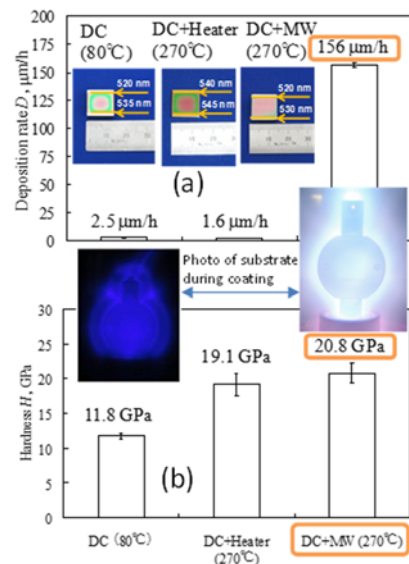 Deposition rate D, μm/h
175
150
125
100
75
50
25
0
DC
(80℃)
DC+Heater
(270℃)
DC+MW
(270℃)
156 μm/h
520 nm
535 nm
540 nm
545 nm
520 nm
530 nm
(a)
2.5 μm/h
1.6 μm/h
Photo of substrate
during coating
Hardness H, GPa
30
25
20
15
10
5
0
11.8 GPa
19.1 GPa
20.8 GPa
(b)
DC (80℃)
DC+Heater
(270℃)
DC+MW (270℃)